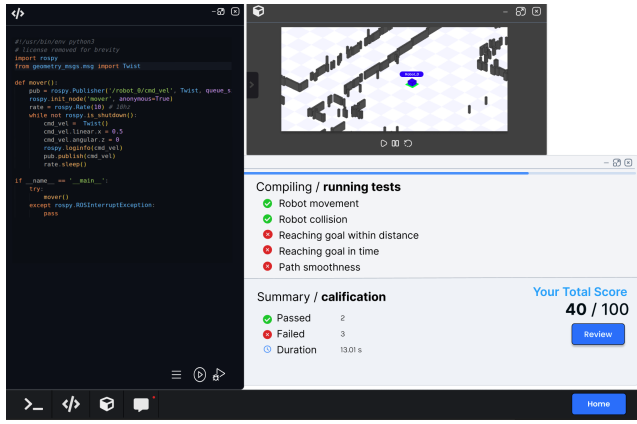 </>
#!/usr/bin/env python3
# license removed for brevity
import rospy
from geometry_msgs.msg import Twist
def mover():
pub = rospy.Publisher('/robot_0/cmd_vel', Twist, queue_s
rospy.init_node('mover', anonymous=True)
rate = rospy.Rate(10) # 10hz
while not rospy.is_shutdown():
cmd_vel = Twist()
cmd_vel.linear.x = 0.5
cmd_vel.angular.z = 0
rospy.loginfo(cmd_vel)
pub.publish(cmd_vel)
rate.sleep()
if __name__ == '__main__':
try:
mover()
except rospy.ROSInterruptException:
pass
Robot_0
Compiling / running tests
Robot movement
Robot collision
Reaching goal within distance
Reaching goal in time
Path smoothness
Summary / calification
Passed 2
Failed 3
Duration 13.01 s
Your Total Score
40 / 100
Review
>_ </>
Home